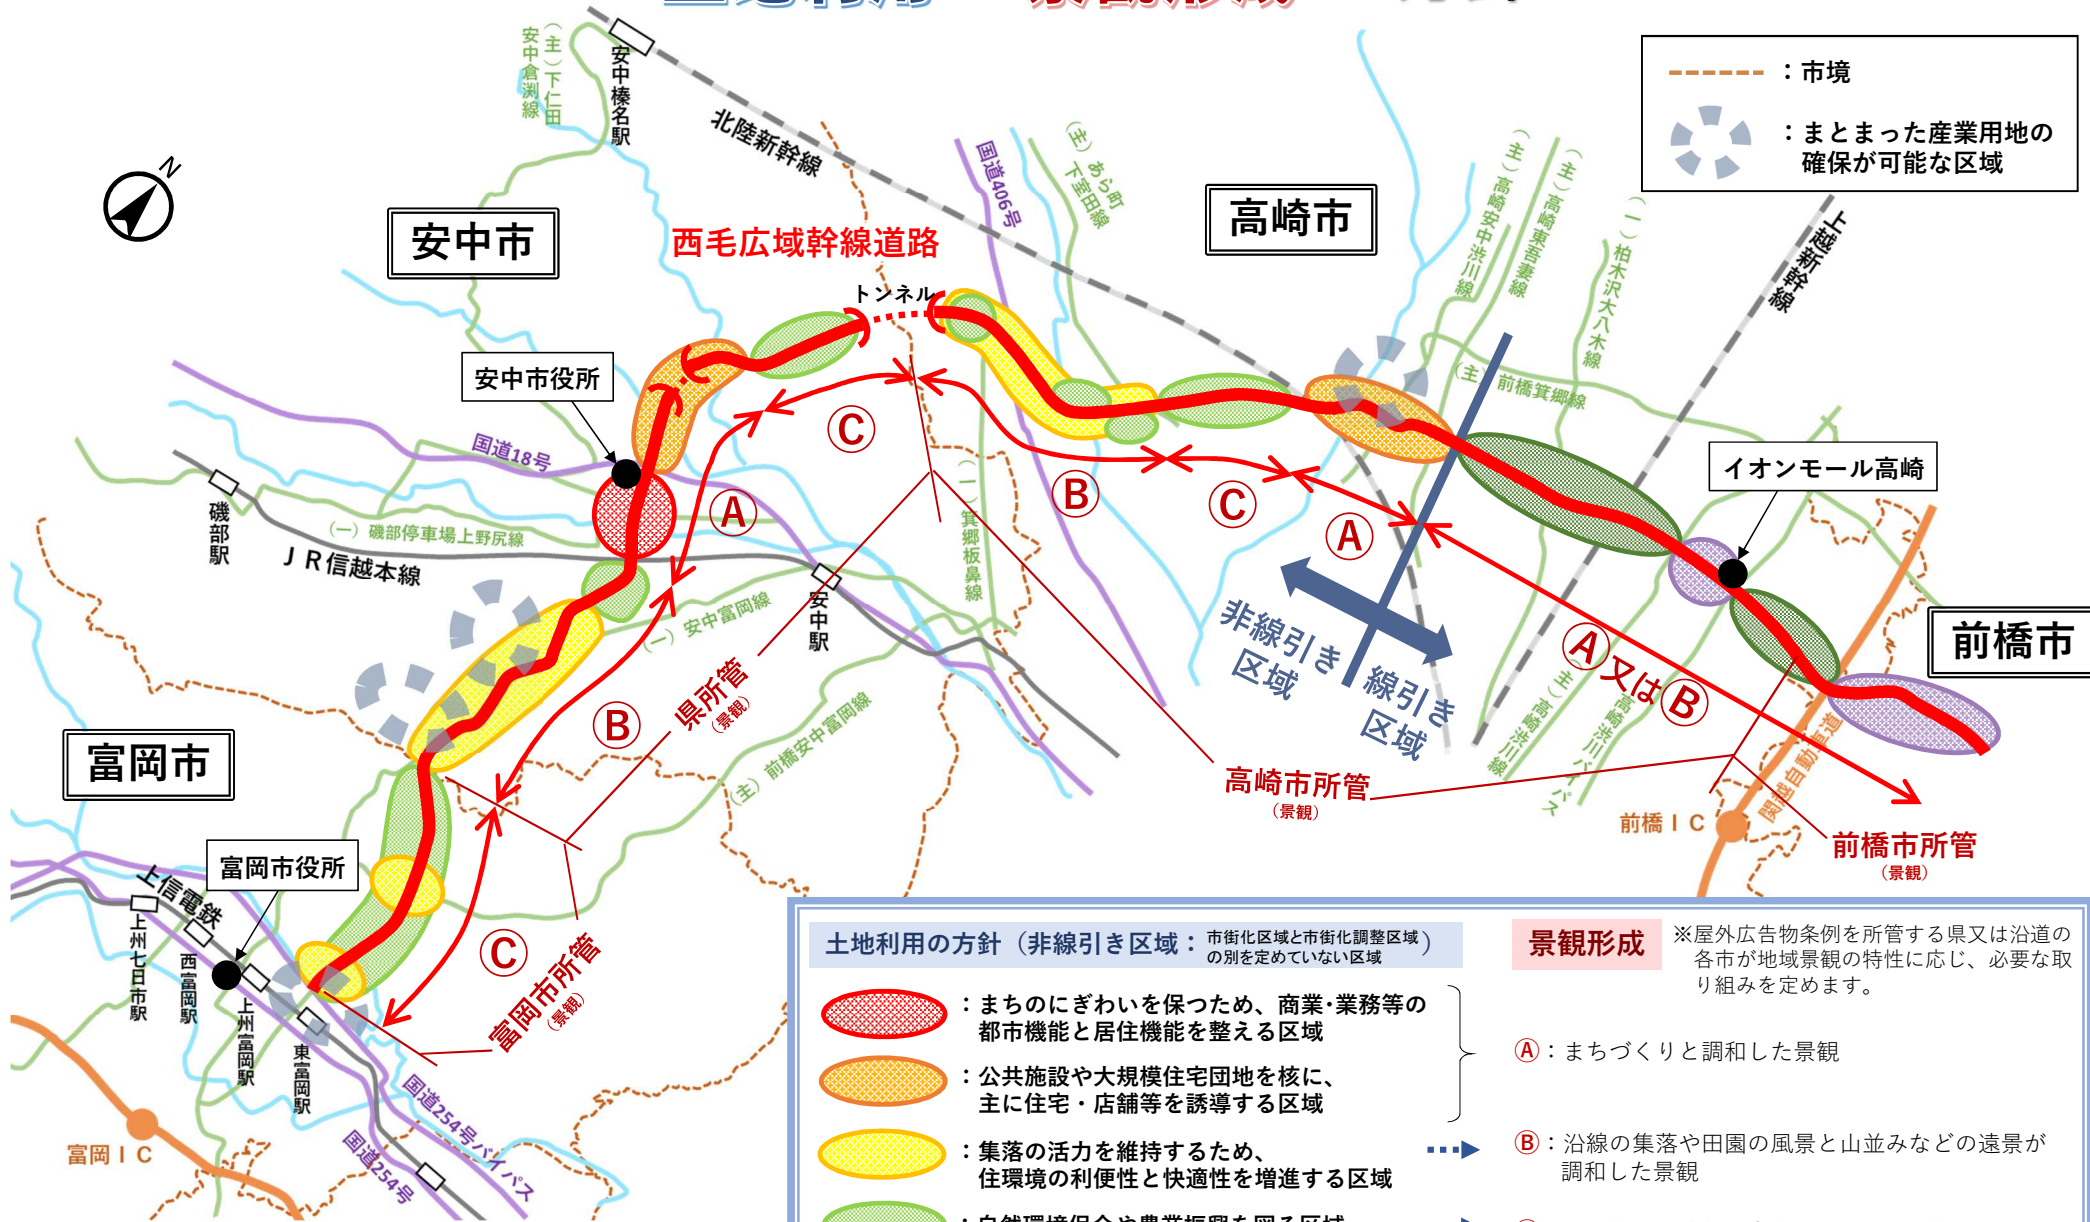 土地利用
景観形成
：市境
：まとまった産業用地の
確保が可能な区域
N
（主）下仁田
安中倉渕線
安中榛名駅
北陸新幹線
国道406号
（主）あら町
下室田線
高崎市
（主）高崎安中渋川線
（主）高崎東吾妻線
（一）柏木沢大八木線
上越新幹線
安中市
西毛広域幹線道路
トンネル
安中市役所
（主）前橋箕郷線
国道18号
イオンモール高崎
磯部駅
（一）磯部停車場上野尻線
ＪＲ信越本線
（一）箕郷板鼻線
Ⓐ
Ⓒ
Ⓑ
Ⓒ
Ⓐ
（一）安中富岡線
安中駅
非線引き
区域
線引き
区域
Ⓐ又はⒷ
前橋市
Ⓑ
県所管
（景観）
（主）前橋安中富岡線
（主）高崎渋川線
高崎渋川バイパス
関越自動車道
富岡市
高崎市所管
（景観）
前橋ＩＣ
前橋市所管
（景観）
富岡市役所
上信電鉄
上州七日市駅
西富岡駅
上州富岡駅
東富岡駅
Ⓒ
富岡市所管
（景観）
国道254号バイパス
国道254号
富岡ＩＣ
土地利用の方針（非線引き区域：市街化区域と市街化調整区域
の別を定めていない区域）
：まちのにぎわいを保つため、商業・業務等の
都市機能と居住機能を整える区域
：公共施設や大規模住宅団地を核に、
主に住宅・店舗等を誘導する区域
：集落の活力を維持するため、
住環境の利便性と快適性を増進する区域
：自然環境保全や農業振興を図る区域
景観形成
※屋外広告物条例を所管する県又は沿道の
各市が地域景観の特性に応じ、必要な取
り組みを定めます。
Ⓐ：まちづくりと調和した景観
Ⓑ：沿線の集落や田園の風景と山並みなどの遠景が
調和した景観